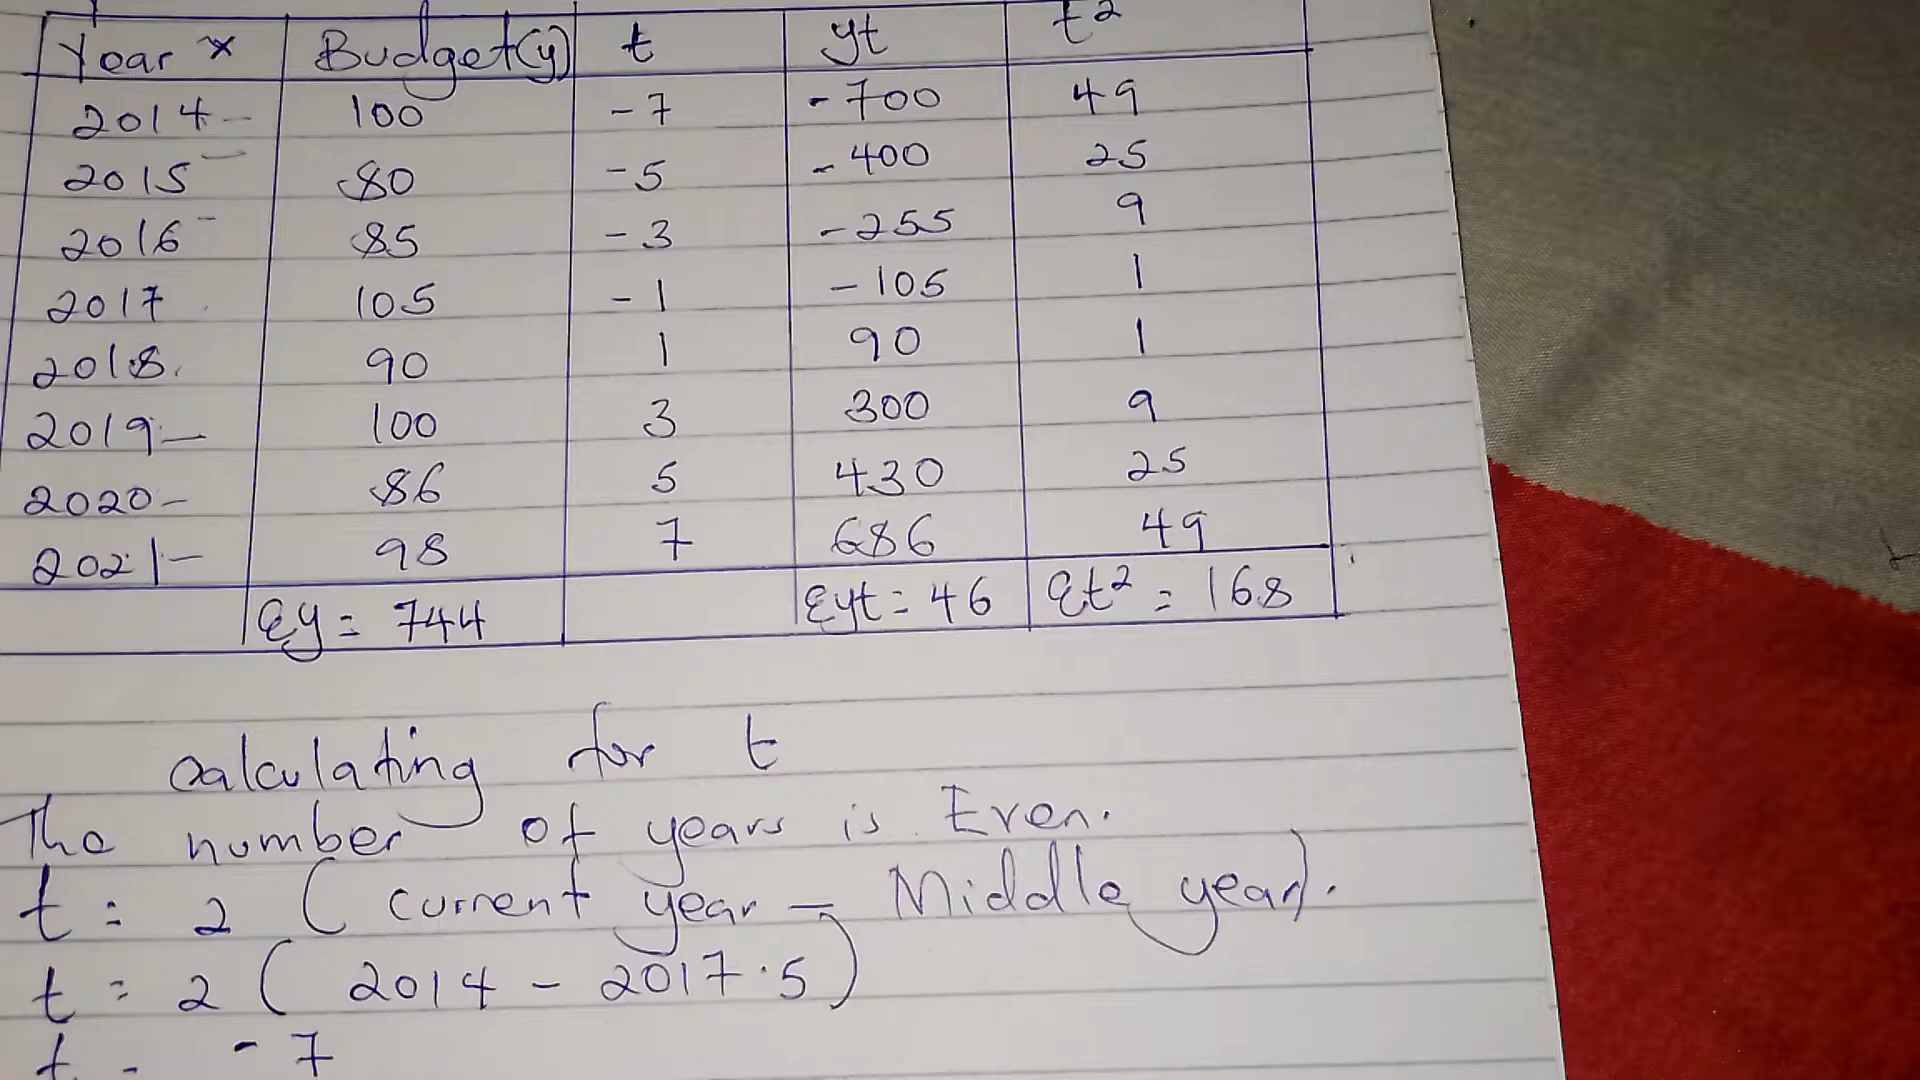 Year x Budget(y) t yt t2
2014- 100 -7 -700 49
2015- 80 -5 -400 25
2016- 85 -3 -255 9
2017 105 -1 -105 1
2018. 90 1 90 1
2019- 100 3 300 9
2020- 86 5 430 25
2021- 98 7 686 49
Σy = 744 Σyt = 46 Σt2 = 168
calculating for t
The number of years is Even.
t = 2 (current year - Middle year).
t = 2 (2014 - 2017.5)
t = -7